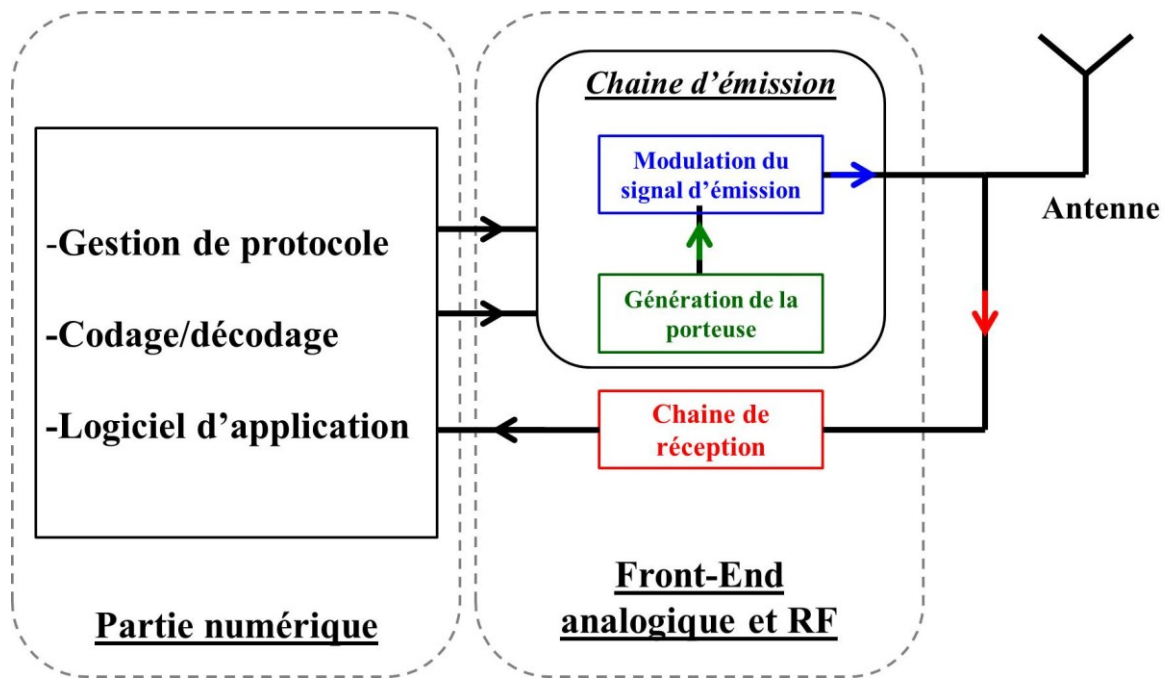 -Gestion de protocole
-Codage/décodage
-Logiciel d’application
Partie numérique
Chaine d’émission
Modulation du
signal d’émission
Génération de la
porteuse
Chaine de
réception
Front-End
analogique et RF
Antenne